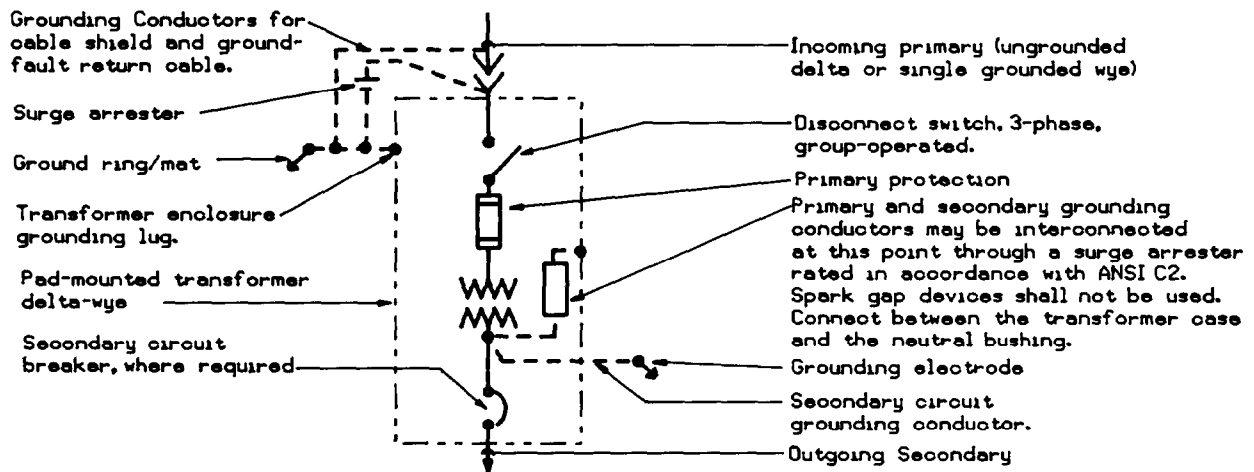 Grounding Conductors for
cable shield and ground-
fault return cable.
Surge arrester
Ground ring/mat
Transformer enclosure
grounding lug.
Pad-mounted transformer
delta-wye
Secondary circuit
breaker, where required
Incoming primary (ungrounded
delta or single grounded wye)
Disconnect switch, 3-phase,
group-operated.
Primary protection
Primary and secondary grounding
conductors may be interconnected
at this point through a surge arrester
rated in accordance with ANSI C2.
Spark gap devices shall not be used.
Connect between the transformer case
and the neutral bushing.
Grounding electrode
Secondary circuit
grounding conductor.
Outgoing Secondary